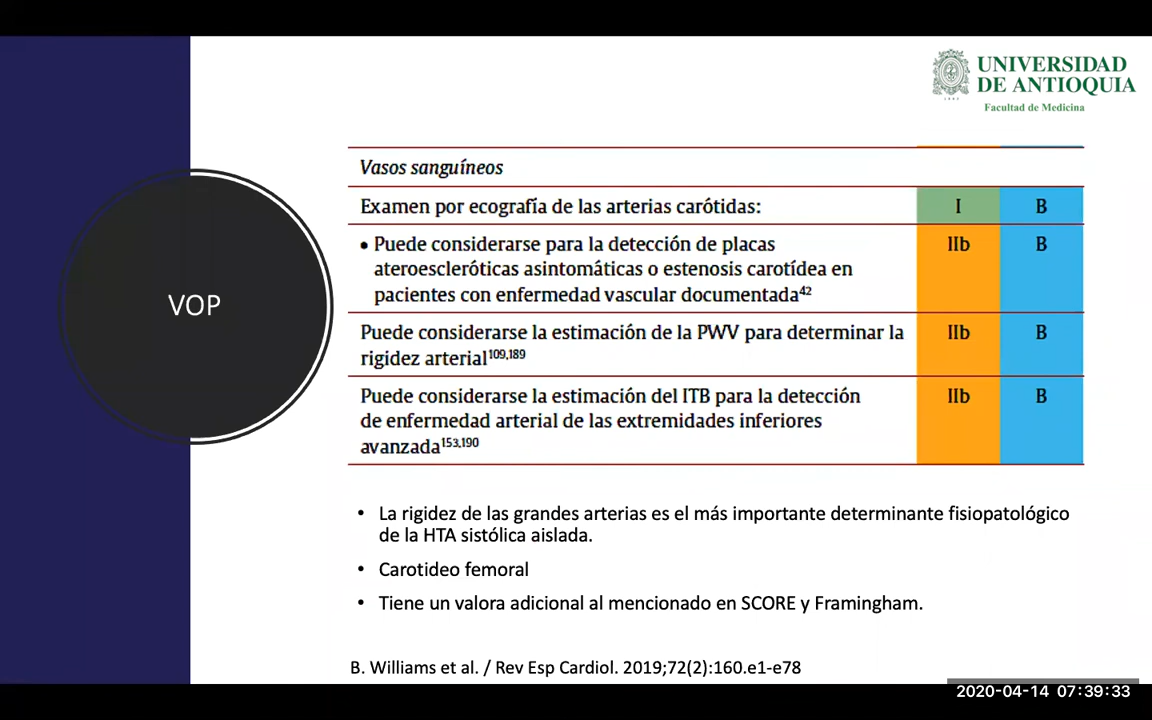 UNIVERSIDAD
DE ANTIOQUIA
Facultad de Medicina
Vasos sanguíneos
Examen por ecografía de las arterias carótidas: I B
• Puede considerarse para la detección de placas IIb B
ateroescleróticas asintomáticas o estenosis carotídea en
pacientes con enfermedad vascular documentada42
Puede considerarse la estimación de la PWV para determinar la IIb B
rigidez arterial109,189
Puede considerarse la estimación del ITB para la detección IIb B
de enfermedad arterial de las extremidades inferiores
avanzada153,190
VOP
• La rigidez de las grandes arterias es el más importante determinante fisiopatológico
de la HTA sistólica aislada.
• Carotideo femoral
• Tiene un valora adicional al mencionado en SCORE y Framingham.
B. Williams et al. / Rev Esp Cardiol. 2019;72(2):160.e1-e78
2020-04-14 07:39:33